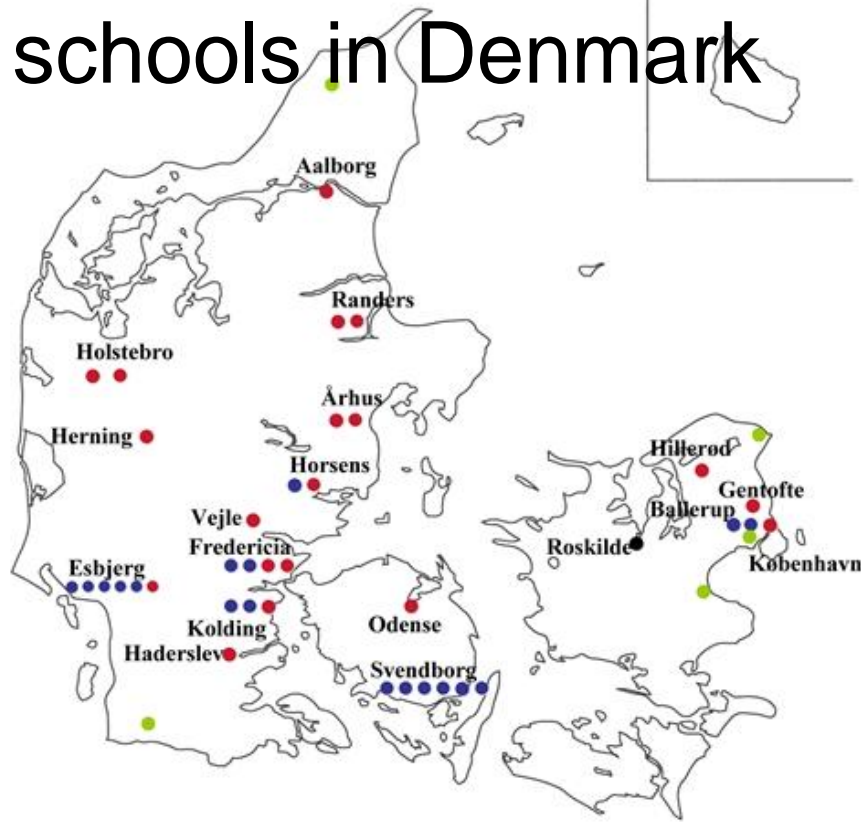 schools in Denmark
Aalborg
Randers
Holstebro
Århus
Herning
Hillerød
Horsens
Gentofte
Ballerup
Vejle
Fredericia
Roskilde
København
Esbjerg
Odense
Kolding
Haderslev
Svendborg